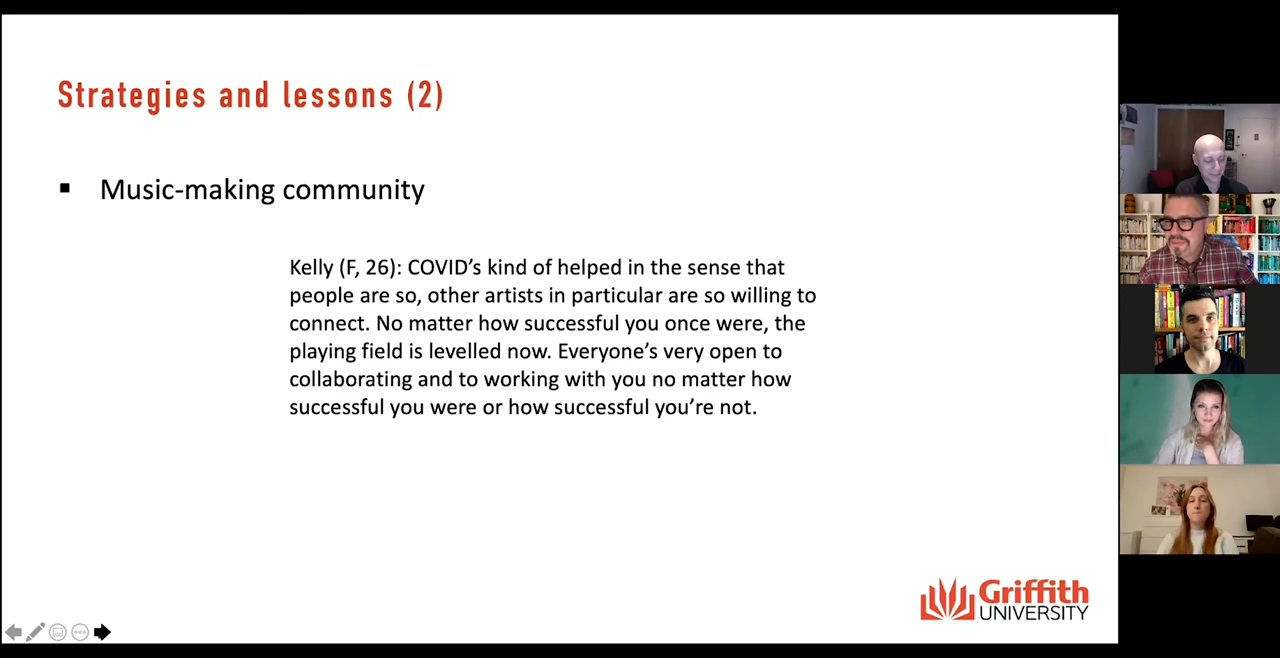 Strategies and lessons (2)
▪ Music-making community
Kelly (F, 26): COVID’s kind of helped in the sense that
people are so, other artists in particular are so willing to
connect. No matter how successful you once were, the
playing field is levelled now. Everyone’s very open to
collaborating and to working with you no matter how
successful you were or how successful you’re not.
Griffith
UNIVERSITY